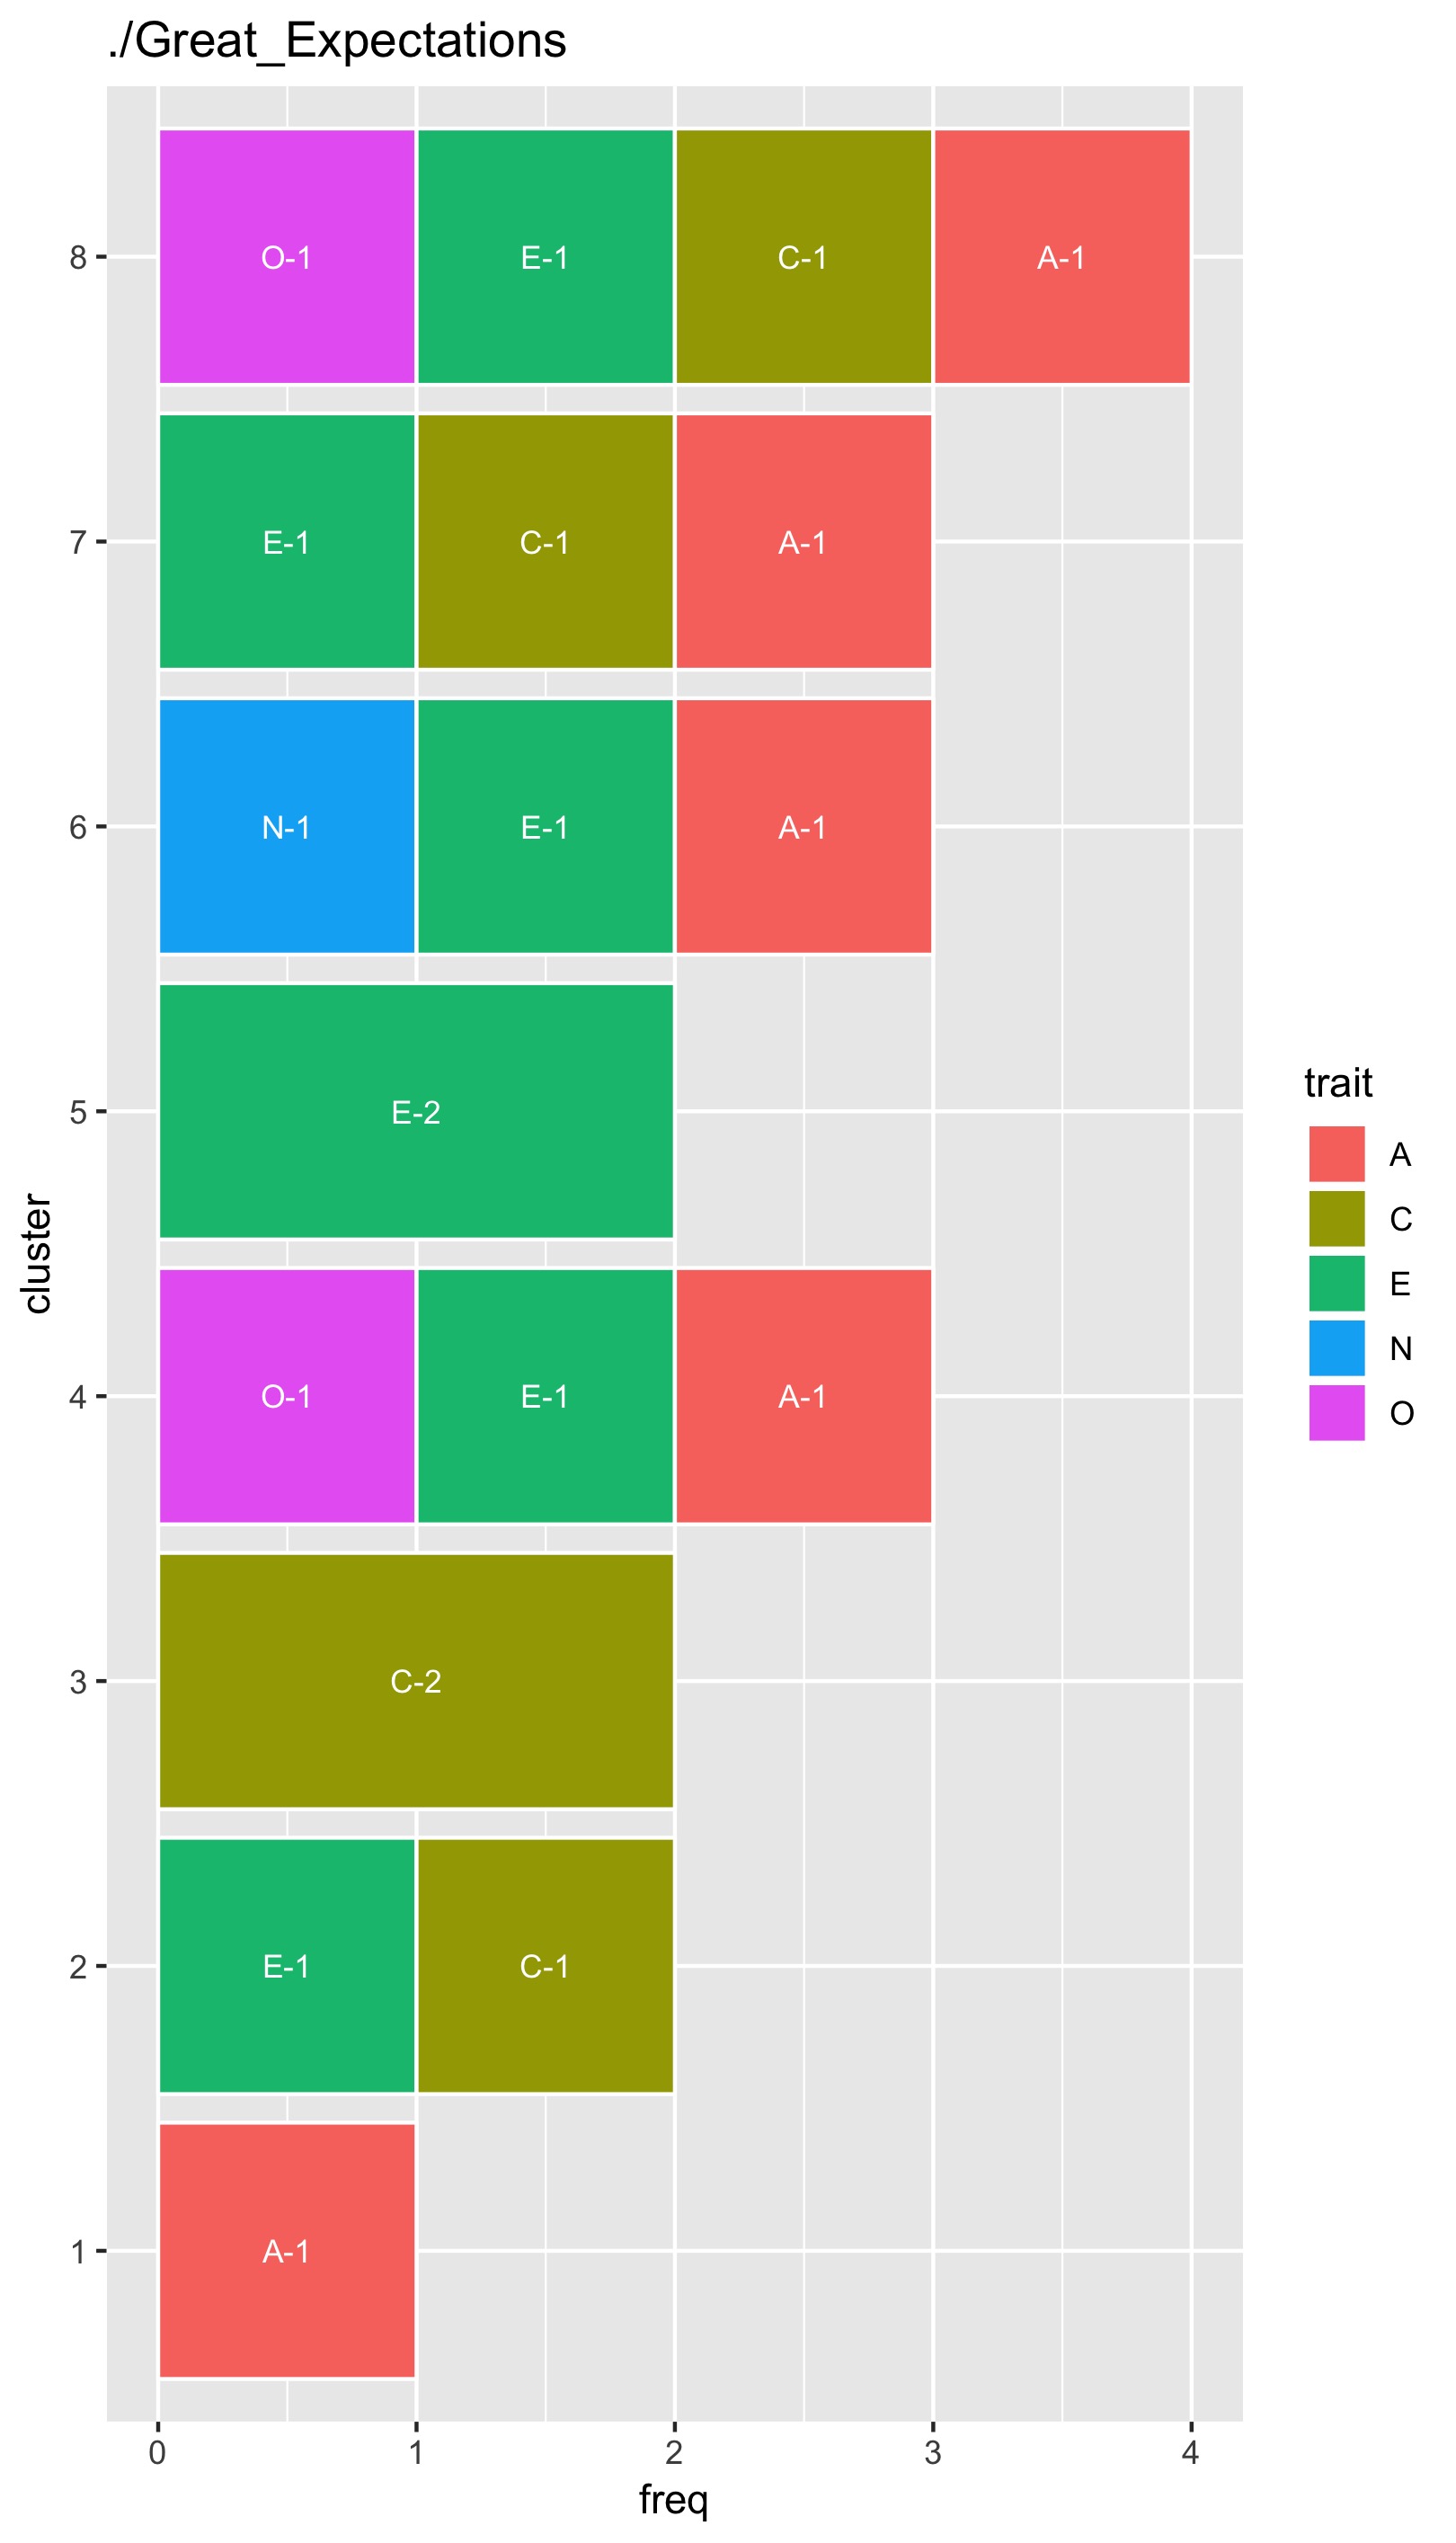 ./Great_Expectations
8
O-1 E-1 C-1 A-1
7
E-1 C-1 A-1
6
N-1 E-1 A-1
5
E-2
4
O-1 E-1 A-1
3
C-2
2
E-1 C-1
1
A-1
0 1 2 3 4
freq
cluster
trait
A
C
E
N
O